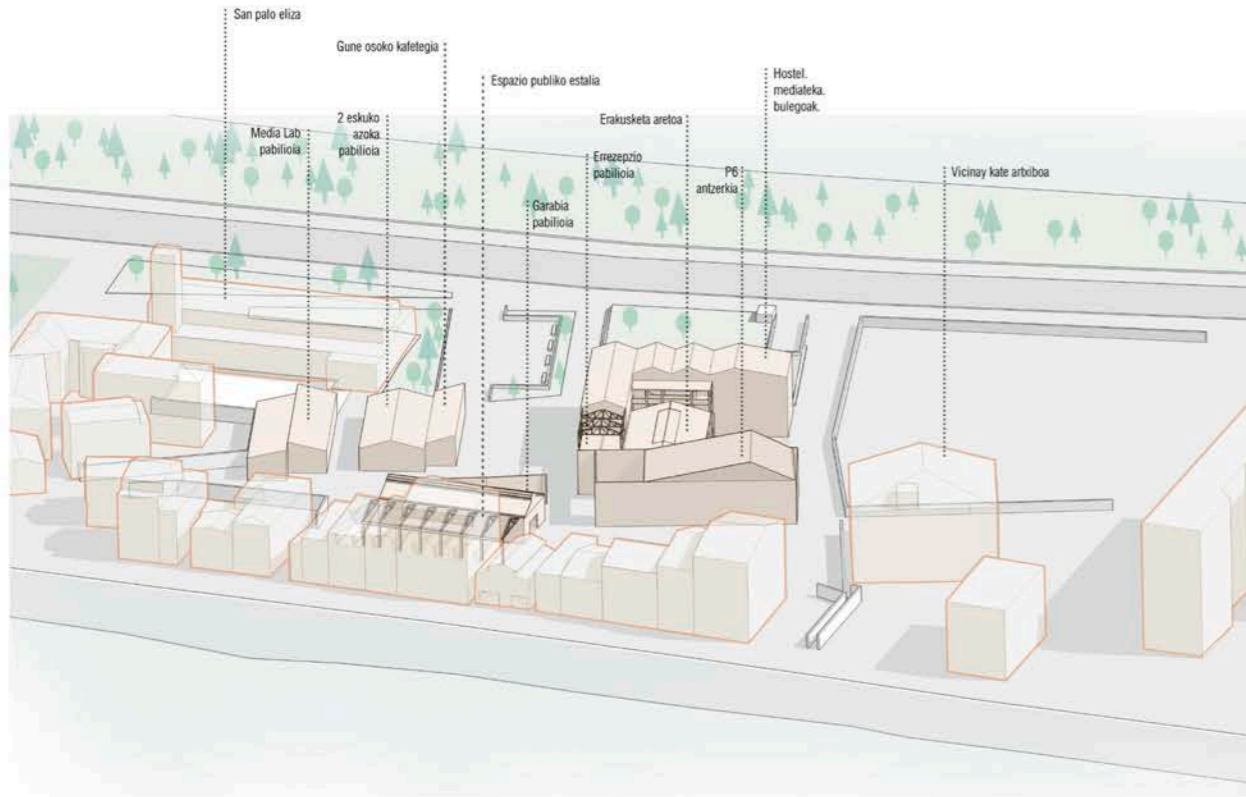 San palo eliza
Gune osoko kafetegia
Espazio publiko estalia
Hostel.
mediateka.
bulegoak.
Media Lab
pabilioia
2 eskuko
azoka
pabilioia
Erakusketa aretoa
Errezepzio
pabilioia
P6
antzerkia
Vicinay kate artxiboa
Garabia
pabilioia